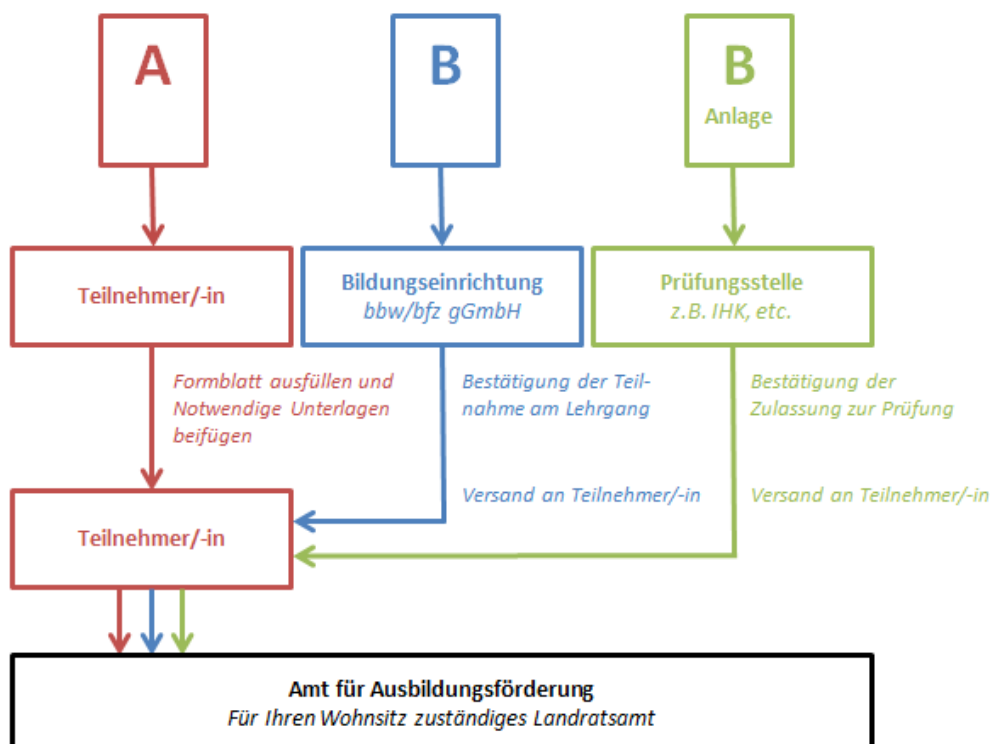 A
B
B
Anlage
Teilnehmer/-in
Bildungseinrichtung
bbw/bfz gGmbH
Prüfungsstelle
z.B. IHK, etc.
Formblatt ausfüllen und
Notwendige Unterlagen
beifügen
Bestätigung der Teil-
nahme am Lehrgang
Bestätigung der
Zulassung zur Prüfung
Versand an Teilnehmer/-in
Versand an Teilnehmer/-in
Teilnehmer/-in
Amt für Ausbildungsförderung
Für Ihren Wohnsitz zuständiges Landratsamt